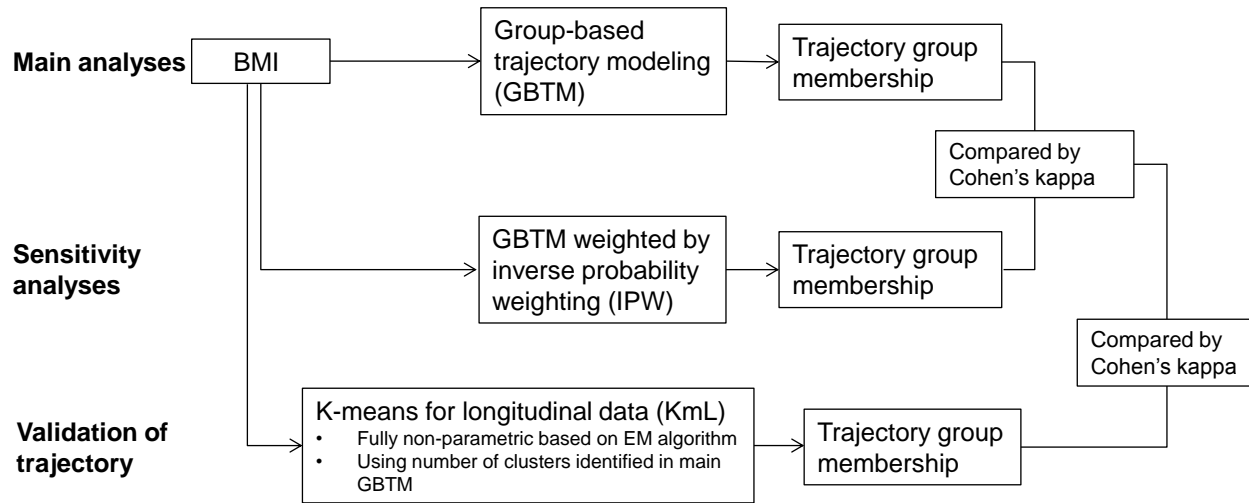 Main analyses
BMI
Group-based
trajectory modeling
(GBTM)
Trajectory group
membership
Compared by
Cohen’s kappa
Sensitivity
analyses
GBTM weighted by
inverse probability
weighting (IPW)
Trajectory group
membership
Compared by
Cohen’s kappa
Validation of
trajectory
K-means for longitudinal data (KmL)
• Fully non-parametric based on EM algorithm
• Using number of clusters identified in main
GBTM
Trajectory group
membership